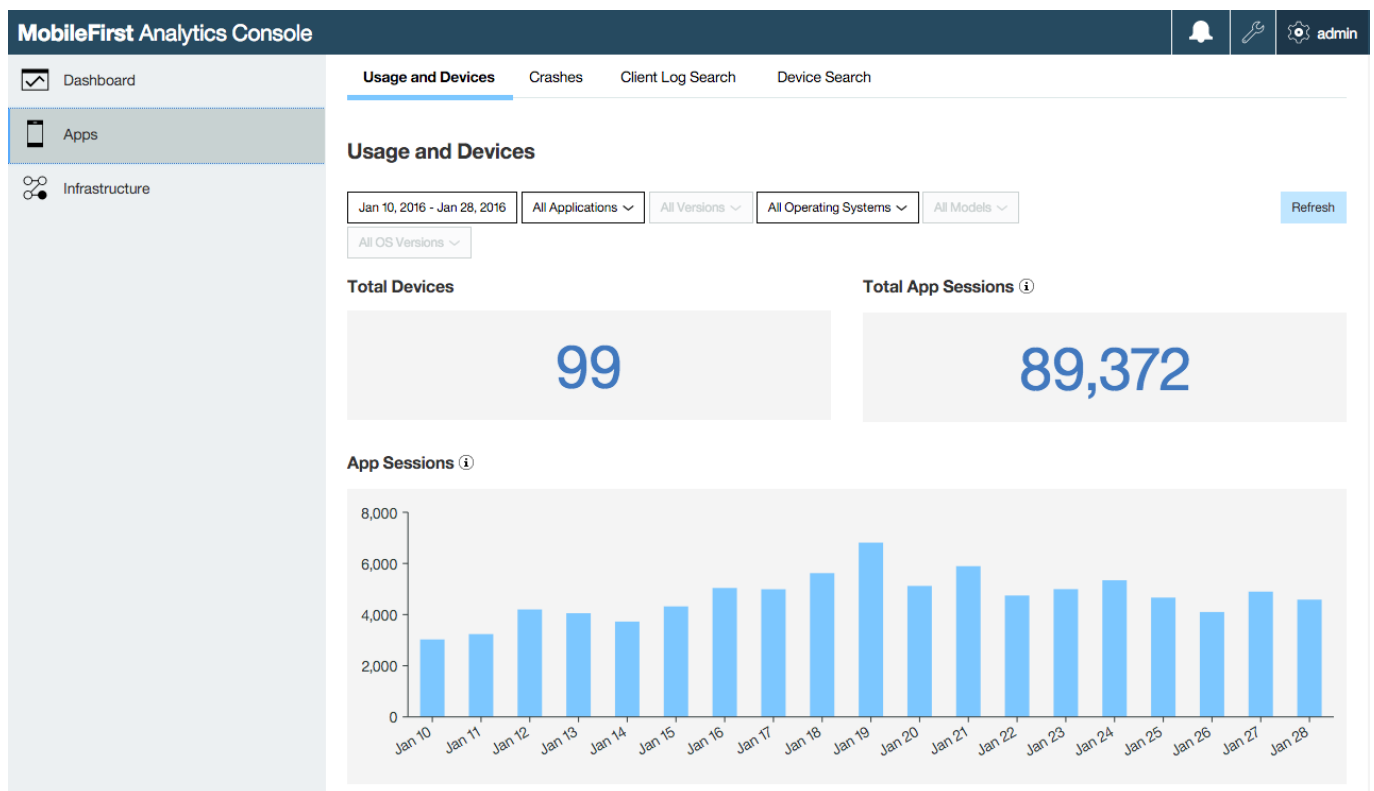 MobileFirst Analytics Console
admin
Dashboard
Apps
Infrastructure
Usage and Devices Crashes Client Log Search Device Search
Usage and Devices
Jan 10, 2016 - Jan 28, 2016 All Applications All Versions All Operating Systems All Models Refresh
All OS Versions
Total Devices Total App Sessions
99 89,372
App Sessions
8,000
6,000
4,000
2,000
0
Jan 10 Jan 11 Jan 12 Jan 13 Jan 14 Jan 15 Jan 16 Jan 17 Jan 18 Jan 19 Jan 20 Jan 21 Jan 22 Jan 23 Jan 24 Jan 25 Jan 26 Jan 27 Jan 28